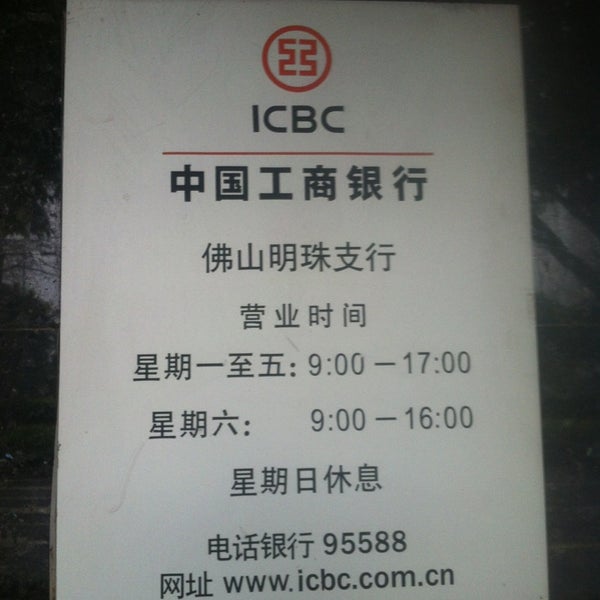 ICBC
中国工商银行
佛山明珠支行
营业时间
星期一至五：9:00－17:00
星期六： 9:00－16:00
星期日休息
电话银行 95588
网址 www.icbc.com.cn